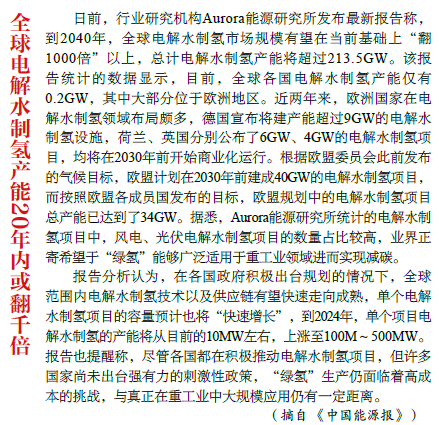 全球电解水制氢产能20年内或翻千倍
日前，行业研究机构Aurora能源研究所发布最新报告称，
到2040年，全球电解水制氢市场规模有望在当前基础上“翻
1000倍”以上，总计电解水制氢产能将超过213.5GW。该报
告统计的数据显示，目前，全球各国电解水制氢产能仅有
0.2GW，其中大部分位于欧洲地区。近两年来，欧洲国家在电
解水制氢领域布局颇多，德国宣布将建产能超过9GW的电解水
制氢设施，荷兰、英国分别公布了6GW、4GW的电解水制氢项
目，均将在2030年前开始商业化运行。根据欧盟委员会此前发布
的气候目标，欧盟计划在2030年前建成40GW的电解水制氢项目，
而按照欧盟各成员国发布的目标，欧盟规划中的电解水制氢项目
总产能已达到了34GW。据悉，Aurora能源研究所统计的电解水制
氢项目中，风电、光伏电解水制氢项目的数量占比较高，业界正
寄希望于“绿氢”能够广泛适用于重工业领域进而实现减碳。
报告分析认为，在各国政府积极出台规划的情况下，全球
范围内电解水制氢技术以及供应链有望快速走向成熟，单个电解
水制氢项目的容量预计也将“快速增长”，到2024年，单个项目电
解水制氢的产能将从目前的10MW左右，上涨至100M～500MW。
报告也提醒称，尽管各国都在积极推动电解水制氢项目，但许多
国家尚未出台强有力的刺激性政策，“绿氢”生产仍面临着高成
本的挑战，与真正在重工业中大规模应用仍有一定距离。
（摘自《中国能源报》）